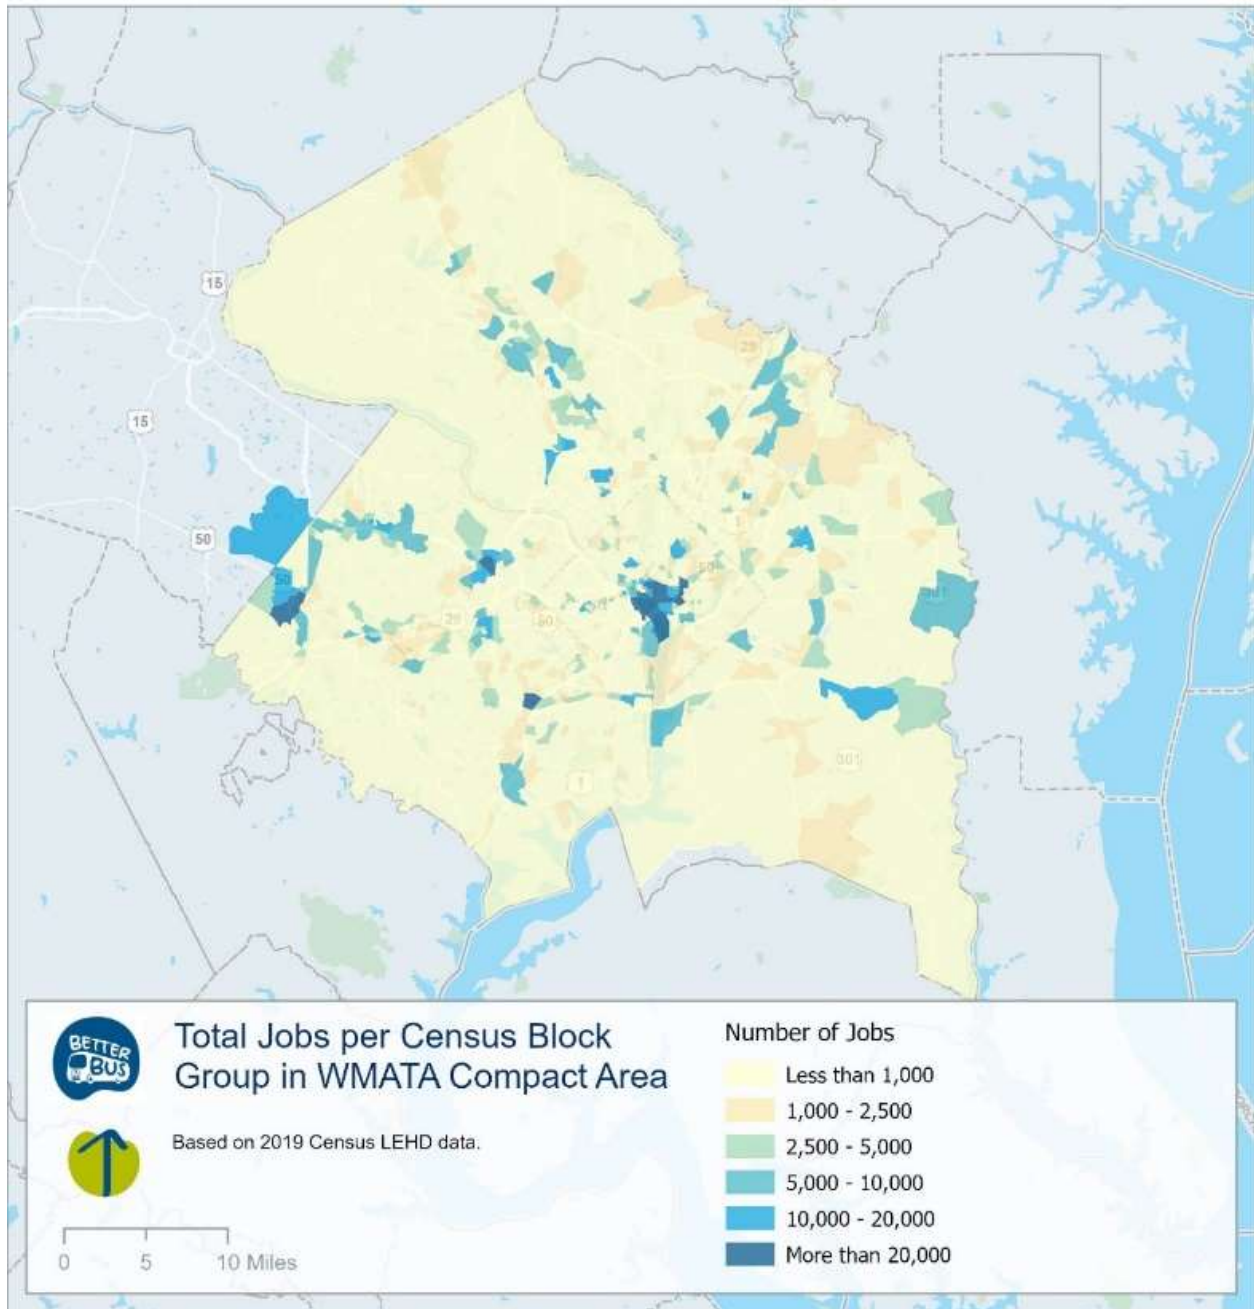 15
29
15
50
50
301
50
29
50
301
1
BETTER
BUS
Total Jobs per Census Block
Group in WMATA Compact Area
Based on 2019 Census LEHD data.
0 5 10 Miles
Number of Jobs
Less than 1,000
1,000 - 2,500
2,500 - 5,000
5,000 - 10,000
10,000 - 20,000
More than 20,000